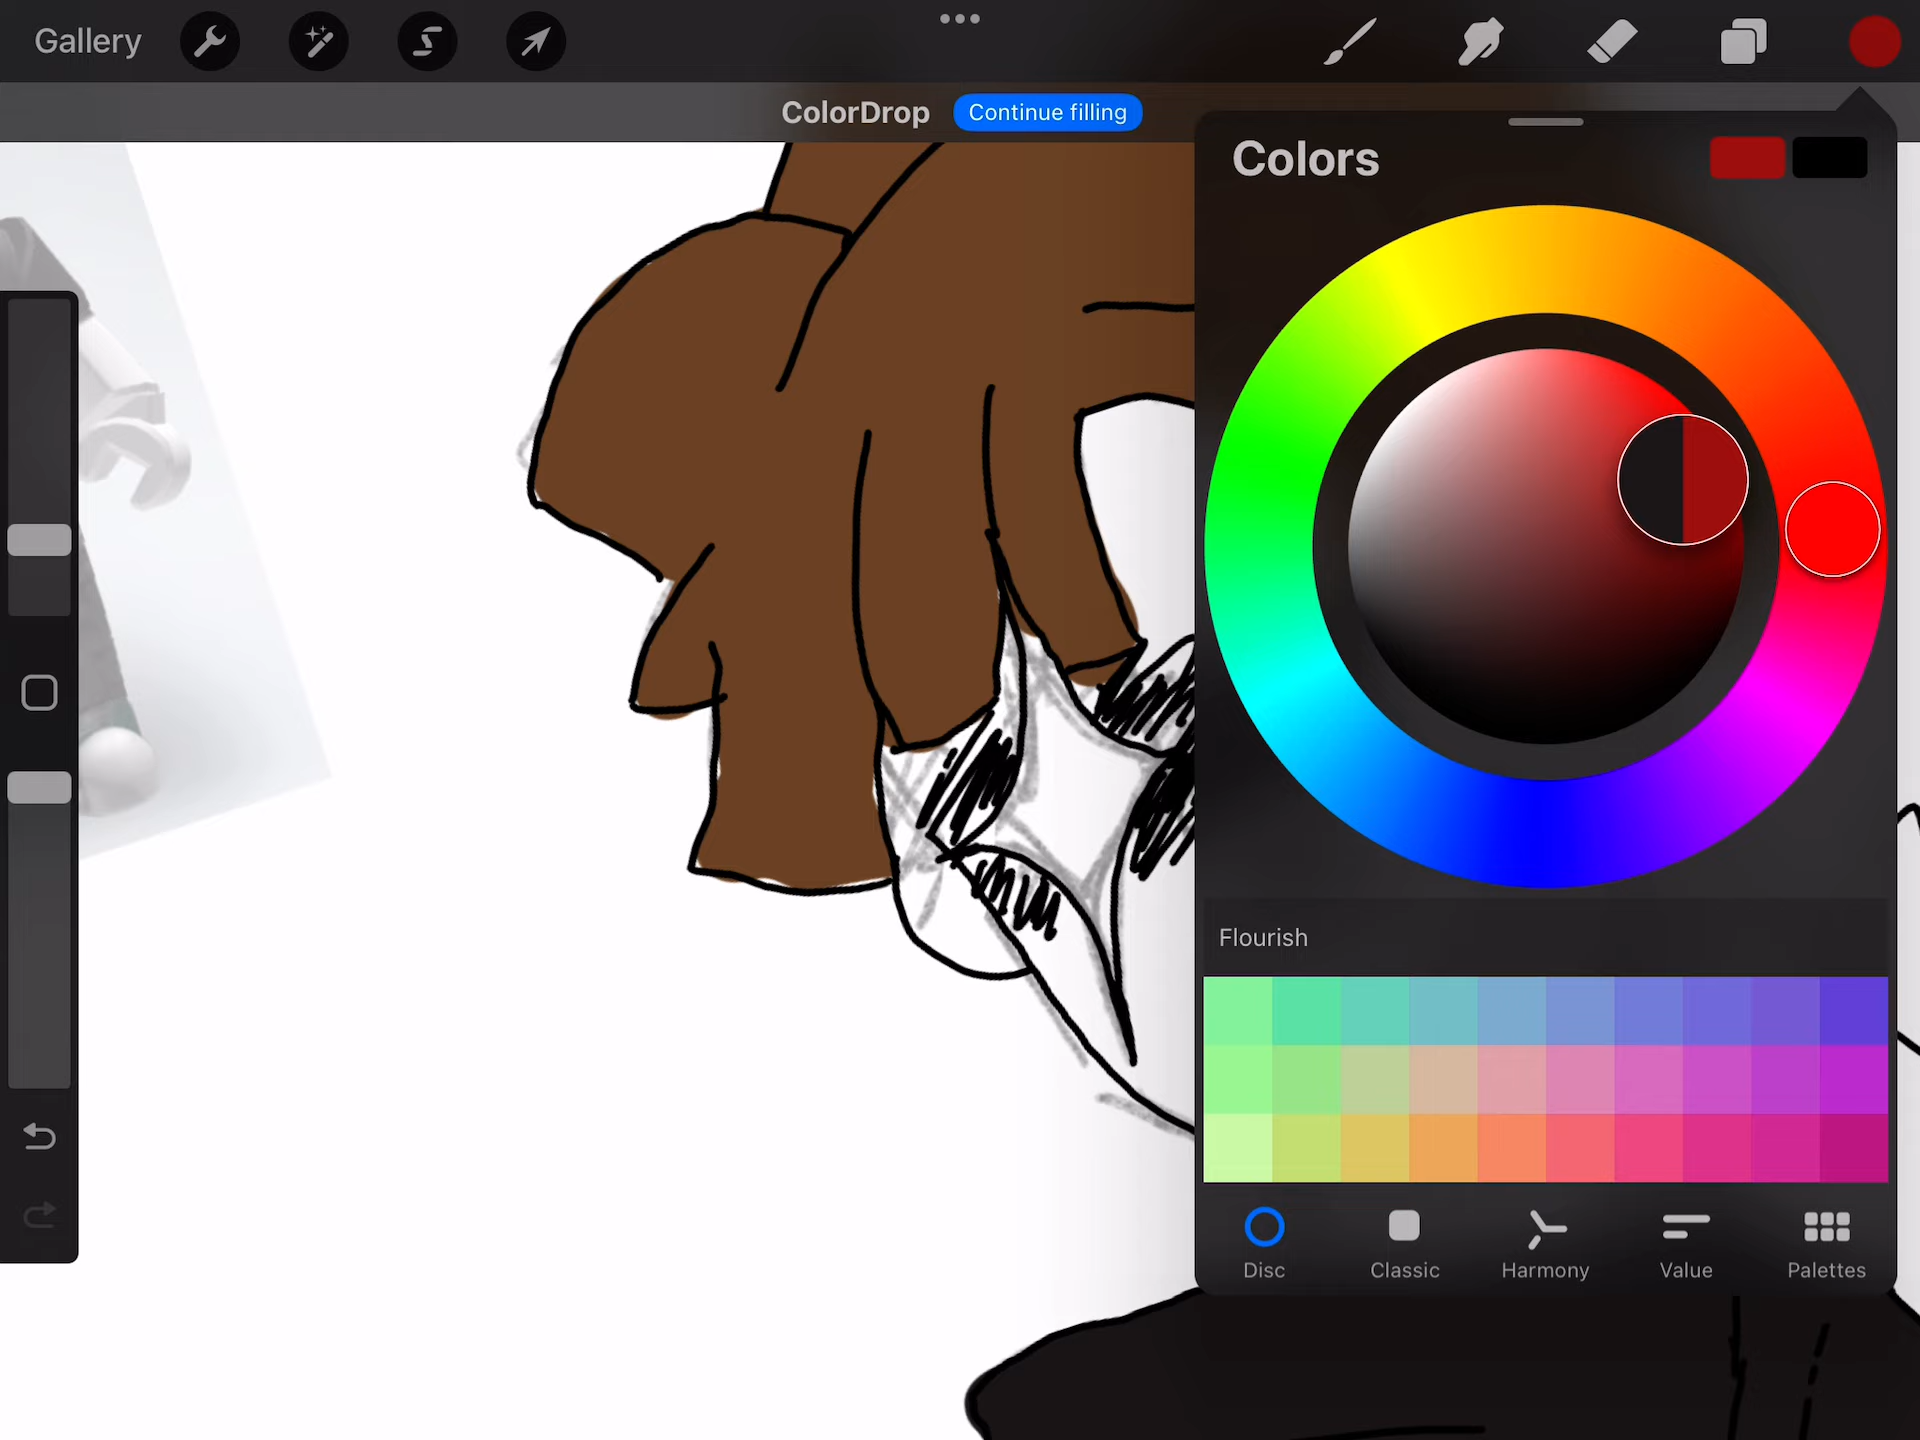 Gallery
ColorDrop Continue filling
Colors
Flourish
Disc Classic Harmony Value Palettes